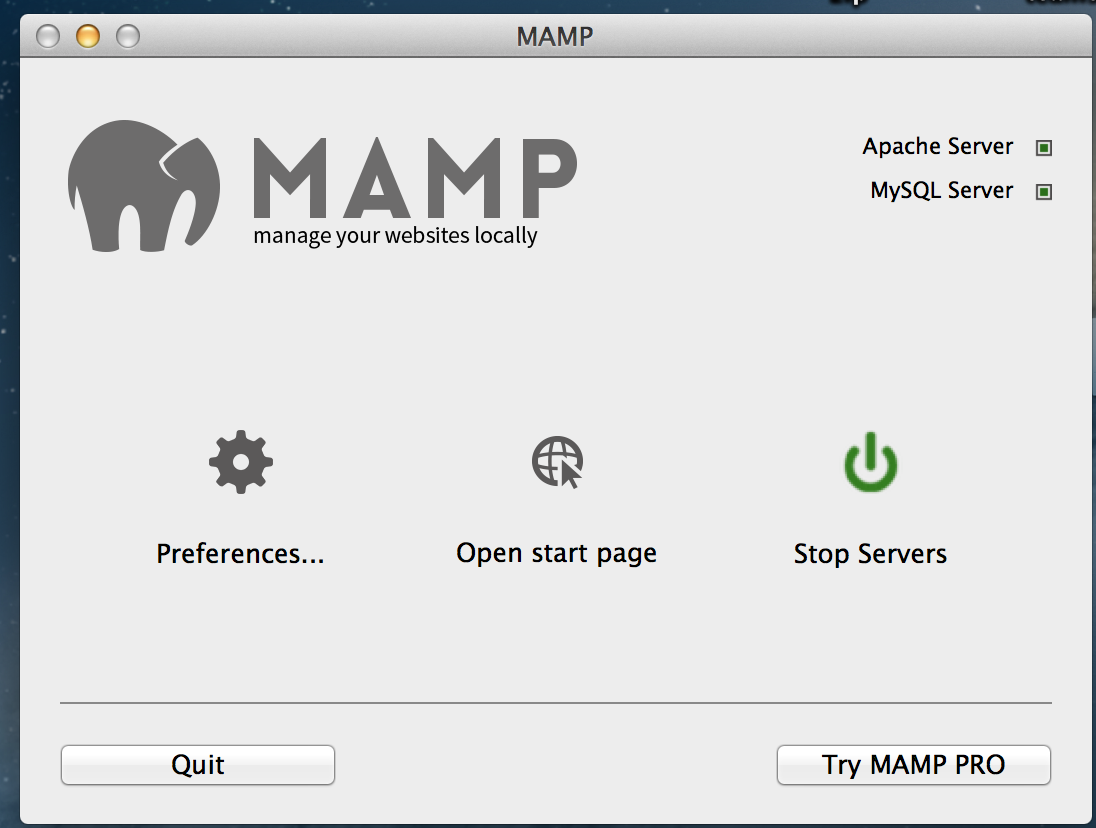 MAMP
MAMP
manage your websites locally
Apache Server
MySQL Server
Preferences...
Open start page
Stop Servers
Quit
Try MAMP PRO